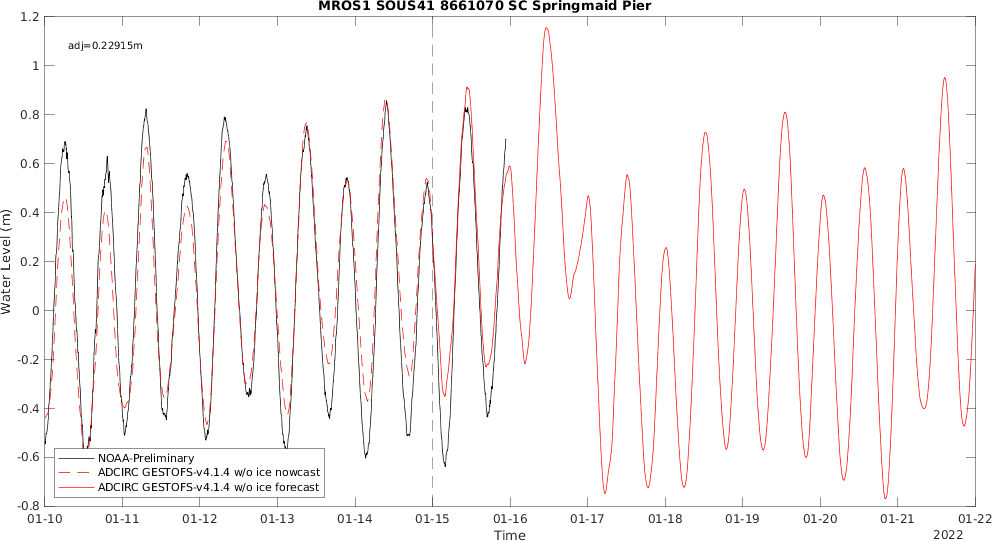 MROS1 SOUS41 8661070 SC Springmaid Pier
adj=0.22915m
Water Level (m)
1.2
1
0.8
0.6
0.4
0.2
0
-0.2
-0.4
-0.6
-0.8
NOAA-Preliminary
ADCIRC GESTOFS-v4.1.4 w/o ice nowcast
ADCIRC GESTOFS-v4.1.4 w/o ice forecast
01-10 01-11 01-12 01-13 01-14 01-15 01-16 01-17 01-18 01-19 01-20 01-21 01-22
Time
2022